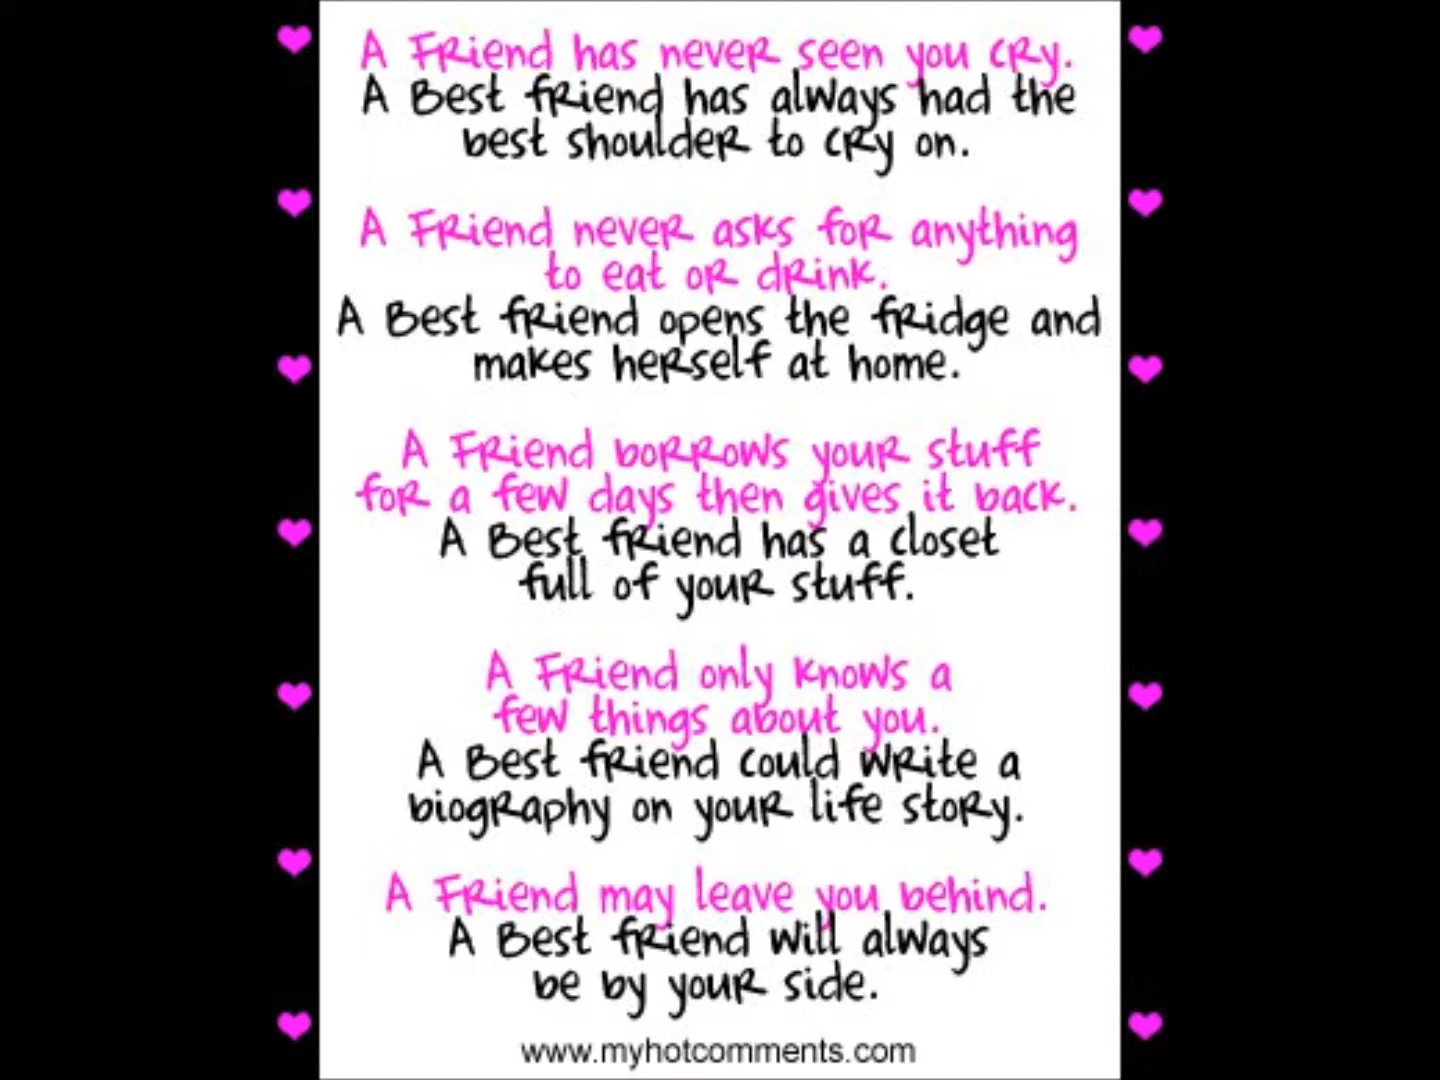 A Friend has never seen you cry.
A Best friend has always had the
best shoulder to cry on.
A Friend never asks for anything
to eat or drink.
A Best friend opens the fridge and
makes herself at home.
A Friend borrows your stuff
for a few days then gives it back.
A Best friend has a closet
full of your stuff.
A Friend only knows a
few things about you.
A Best friend could write a
biography on your life story.
A Friend may leave you behind.
A Best friend will always
be by your side.
www.myhotcomments.com